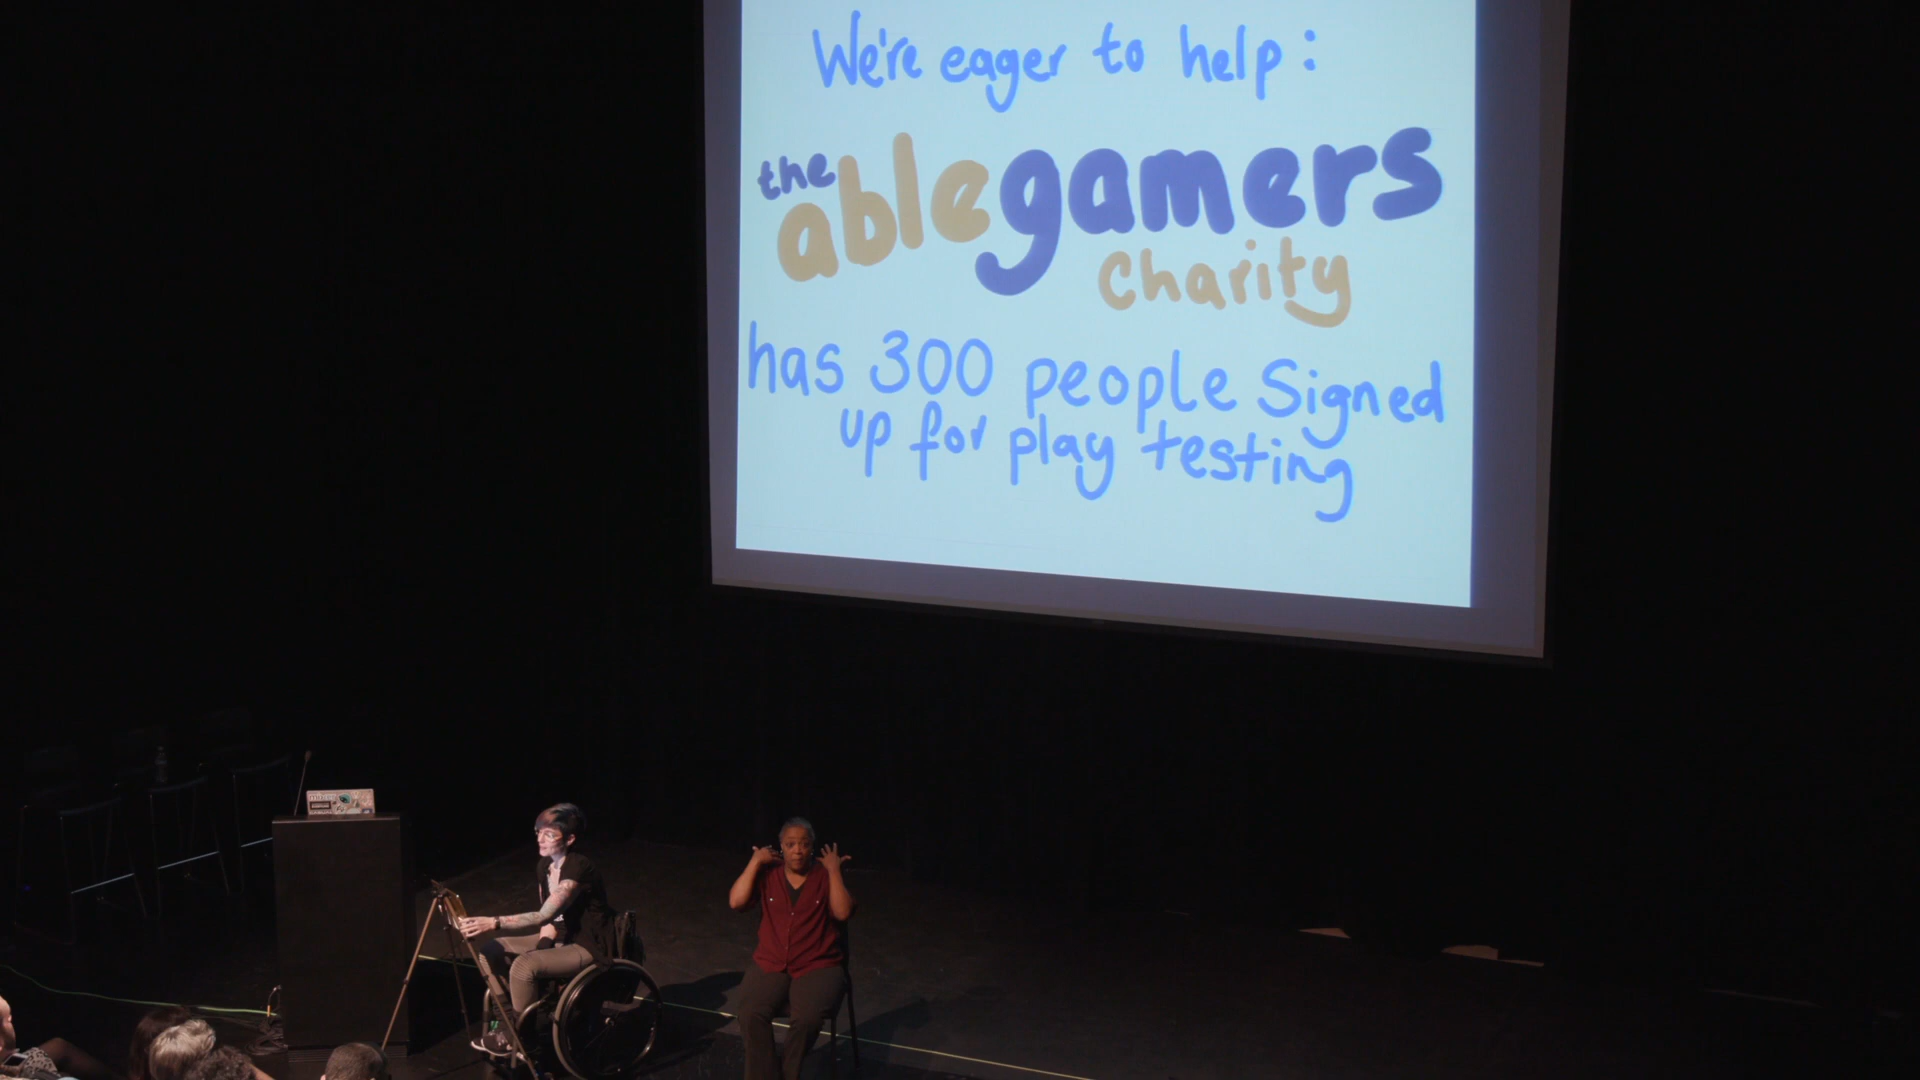 We're eager to help:
the ablegamers
charity
has 300 people signed
up for play testing